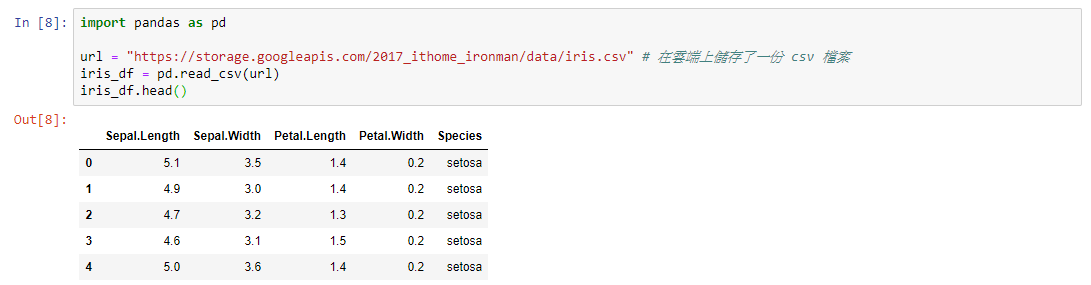 In [8]: import pandas as pd
url = "https://storage.googleapis.com/2017_ithome_ironman/data/iris.csv" # 在雲端上儲存了一份 csv 檔案
iris_df = pd.read_csv(url)
iris_df.head()
Out[8]:
Sepal.Length Sepal.Width Petal.Length Petal.Width Species
0 5.1 3.5 1.4 0.2 setosa
1 4.9 3.0 1.4 0.2 setosa
2 4.7 3.2 1.3 0.2 setosa
3 4.6 3.1 1.5 0.2 setosa
4 5.0 3.6 1.4 0.2 setosa